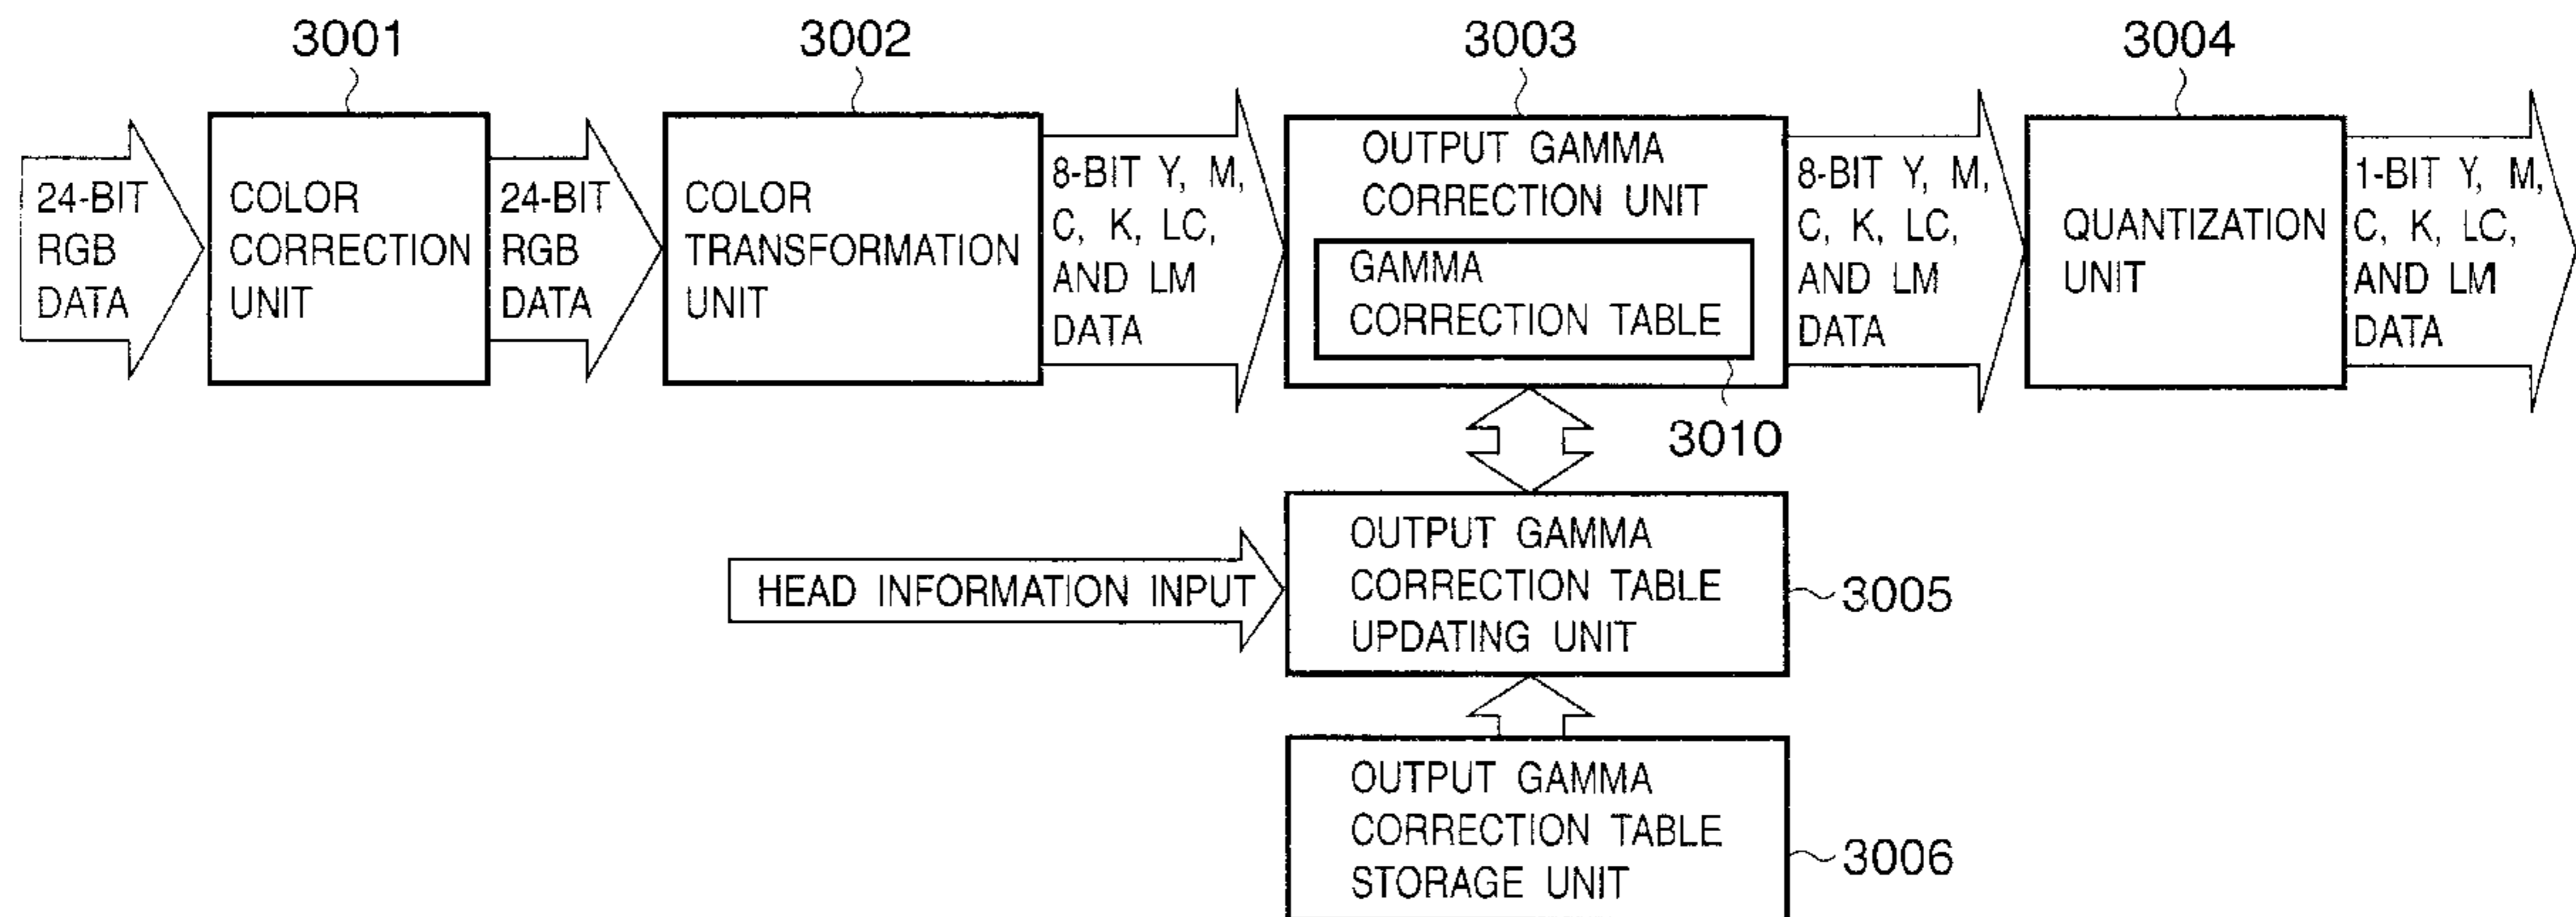 3001
3002
3003
3004
24-BIT
RGB
DATA
COLOR
CORRECTION
UNIT
24-BIT
RGB
DATA
COLOR
TRANSFORMATION
UNIT
8-BIT Y, M,
C, K, LC,
AND LM
DATA
OUTPUT GAMMA
CORRECTION UNIT
GAMMA
CORRECTION TABLE
8-BIT Y, M,
C, K, LC,
AND LM
DATA
QUANTIZATION
UNIT
1-BIT Y, M,
C, K, LC,
AND LM
DATA
3010
HEAD INFORMATION INPUT
OUTPUT GAMMA
CORRECTION TABLE
UPDATING UNIT
3005
OUTPUT GAMMA
CORRECTION TABLE
STORAGE UNIT
3006